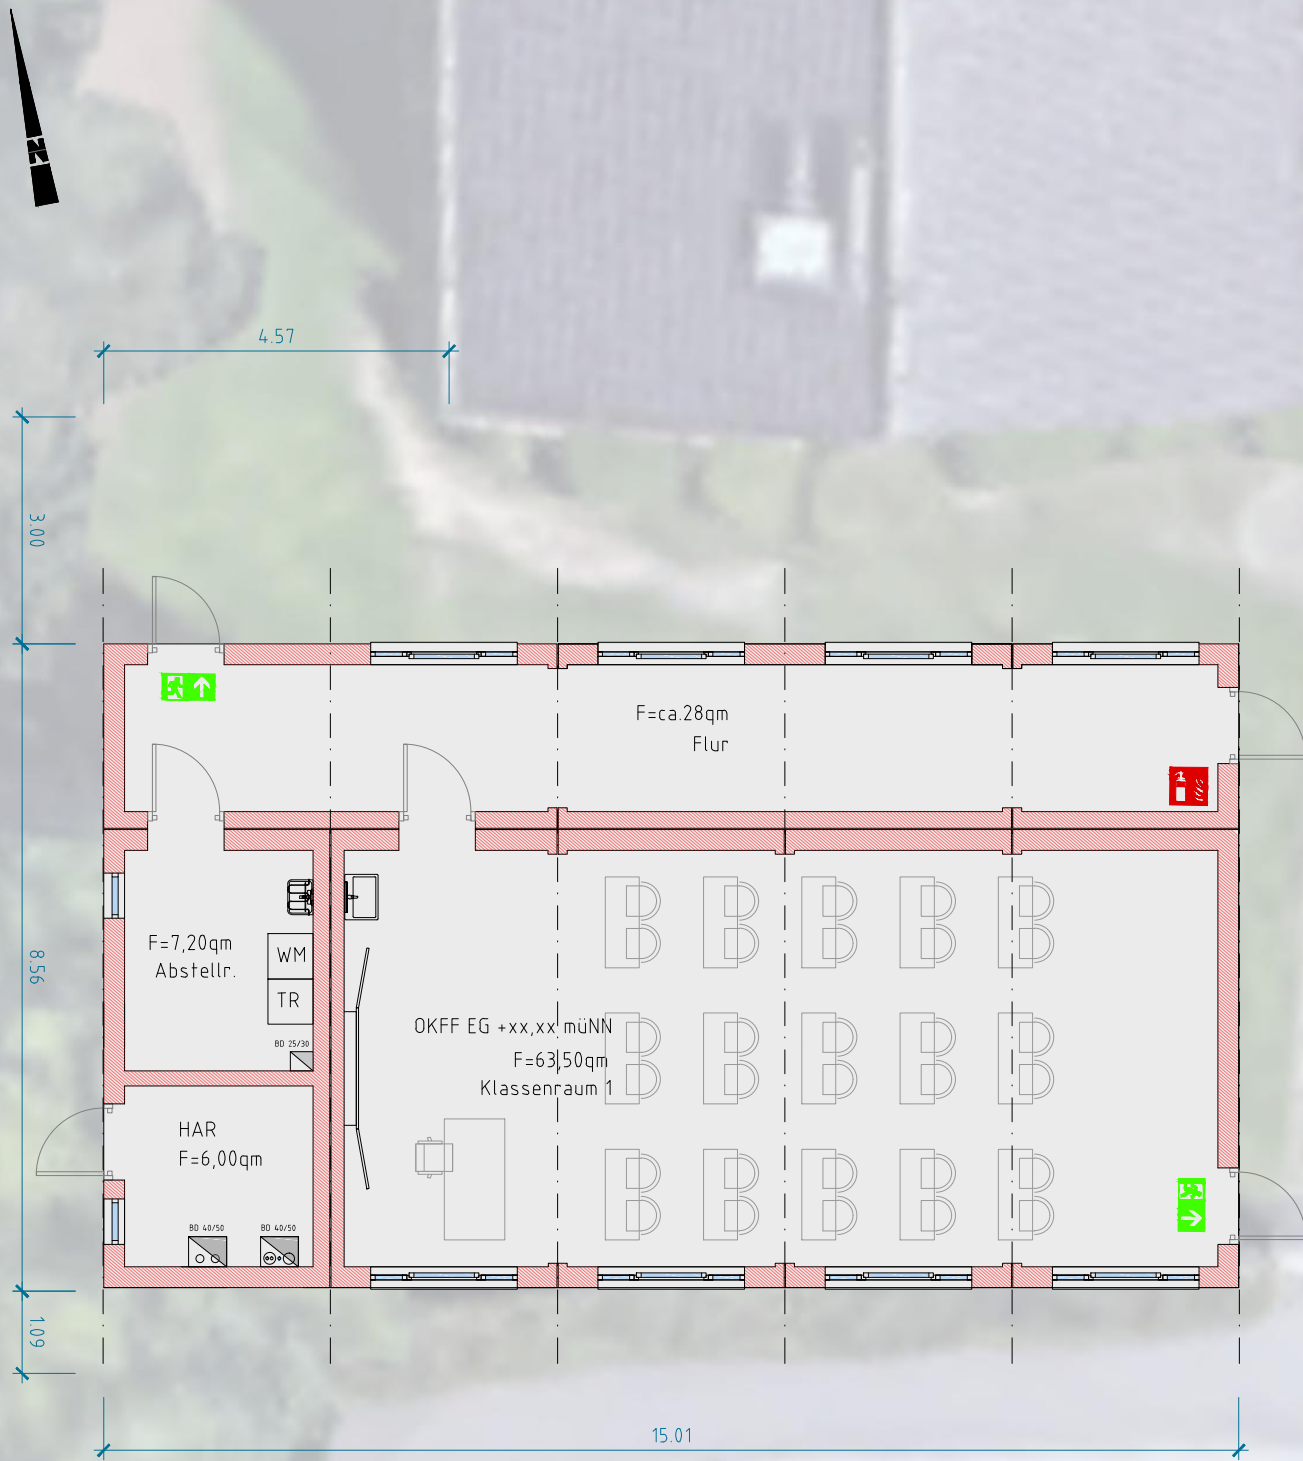 N
4.57
3.00
F=ca.28qm
Flur
F=7,20qm
Abstellr.
WM
TR
BD 25/30
8.56
OKFF EG +xx,xx müNN
F=63,50qm
Klassenraum 1
HAR
F=6,00qm
BD 40/50
BD 40/50
1.09
15.01